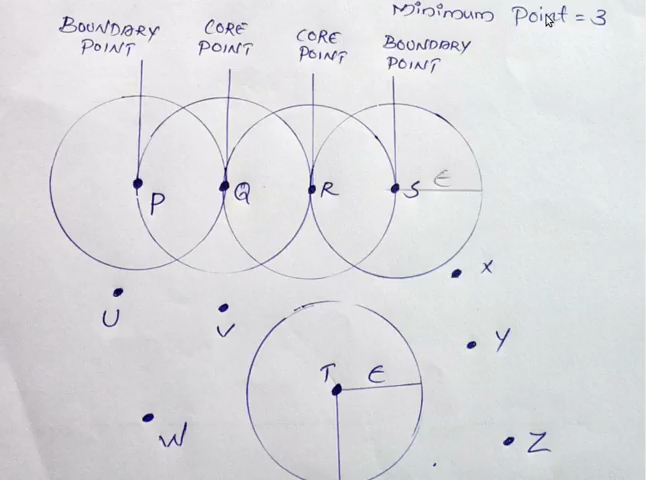 Minimum Point = 3
BOUNDARY
POINT
CORE
POINT
CORE
POINT
BOUNDARY
POINT
P
Q
R
S
ϵ
X
U
V
Y
T
ϵ
W
Z